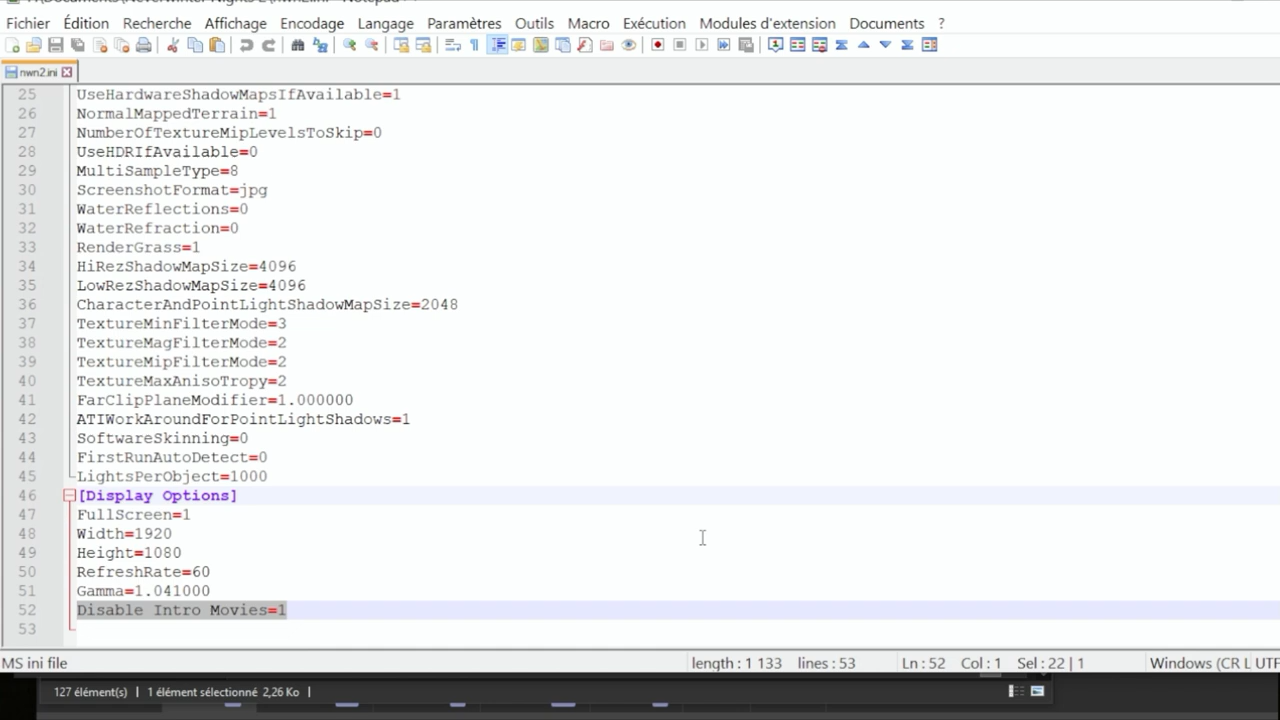 Fichier Édition Recherche Affichage Encodage Langage Paramètres Outils Macro Exécution Modules d'extension Documents ?
nwn2.ini
25 UseHardwareShadowMapsIfAvailable=1
26 NormalMappedTerrain=1
27 NumberOfTextureMipLevelsToSkip=0
28 UseHDRIfAvailable=0
29 MultiSampleType=8
30 ScreenshotFormat=jpg
31 WaterReflections=0
32 WaterRefraction=0
33 RenderGrass=1
34 HiRezShadowMapSize=4096
35 LowRezShadowMapSize=4096
36 CharacterAndPointLightShadowMapSize=2048
37 TextureMinFilterMode=3
38 TextureMagFilterMode=2
39 TextureMipFilterMode=2
40 TextureMaxAnisoTropy=2
41 FarClipPlaneModifier=1.000000
42 ATIWorkAroundForPointLightShadows=1
43 SoftwareSkinning=0
44 FirstRunAutoDetect=0
45 LightsPerObject=1000
46 [Display Options]
47 FullScreen=1
48 Width=1920
49 Height=1080
50 RefreshRate=60
51 Gamma=1.041000
52 Disable Intro Movies=1
53
MS ini file length : 1 133 lines : 53 Ln : 52 Col : 1 Sel : 22 | 1 Windows (CR L UTF
127 élément(s) 1 élément sélectionné 2,26 Ko